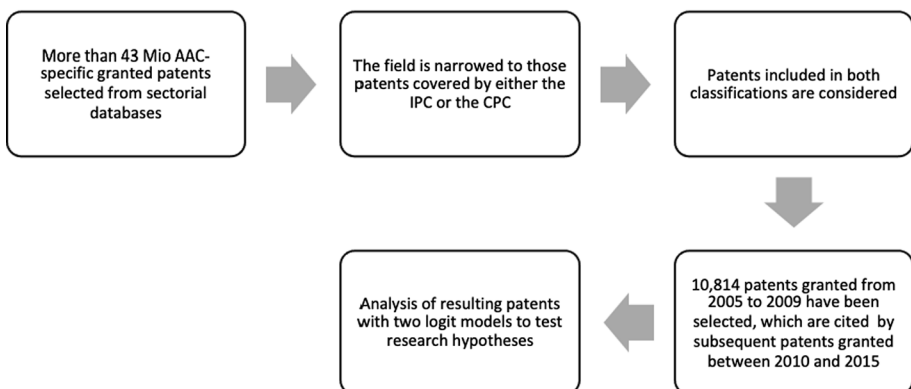 More than 43 Mio AAC-
specific granted patents
selected from sectorial
databases
The field is narrowed to those
patents covered by either the
IPC or the CPC
Patents included in both
classifications are considered
10,814 patents granted from
2005 to 2009 have been
selected, which are cited by
subsequent patents granted
between 2010 and 2015
Analysis of resulting patents
with two logit models to test
research hypotheses